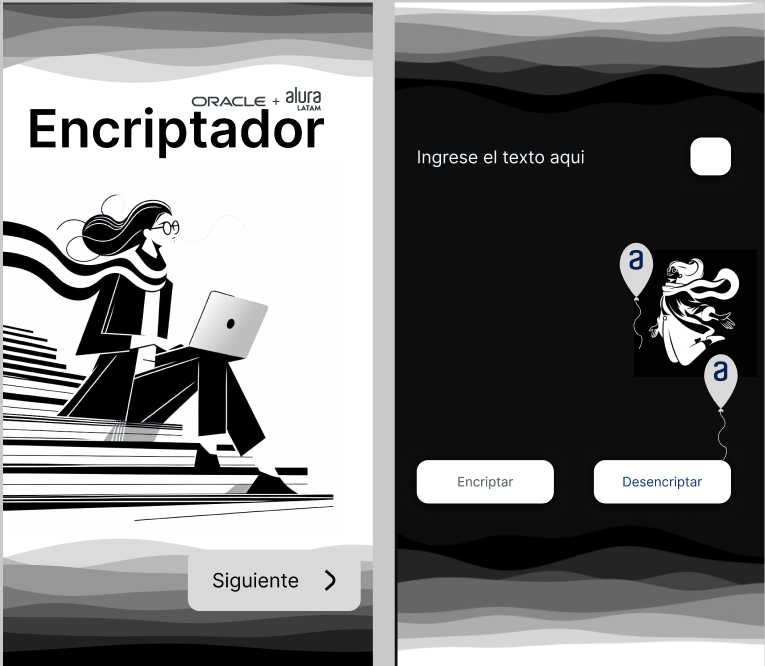 ORACLE + alura
LATAM
Encriptador
Siguiente
Ingrese el texto aqui
a
a
Encriptar
Desencriptar